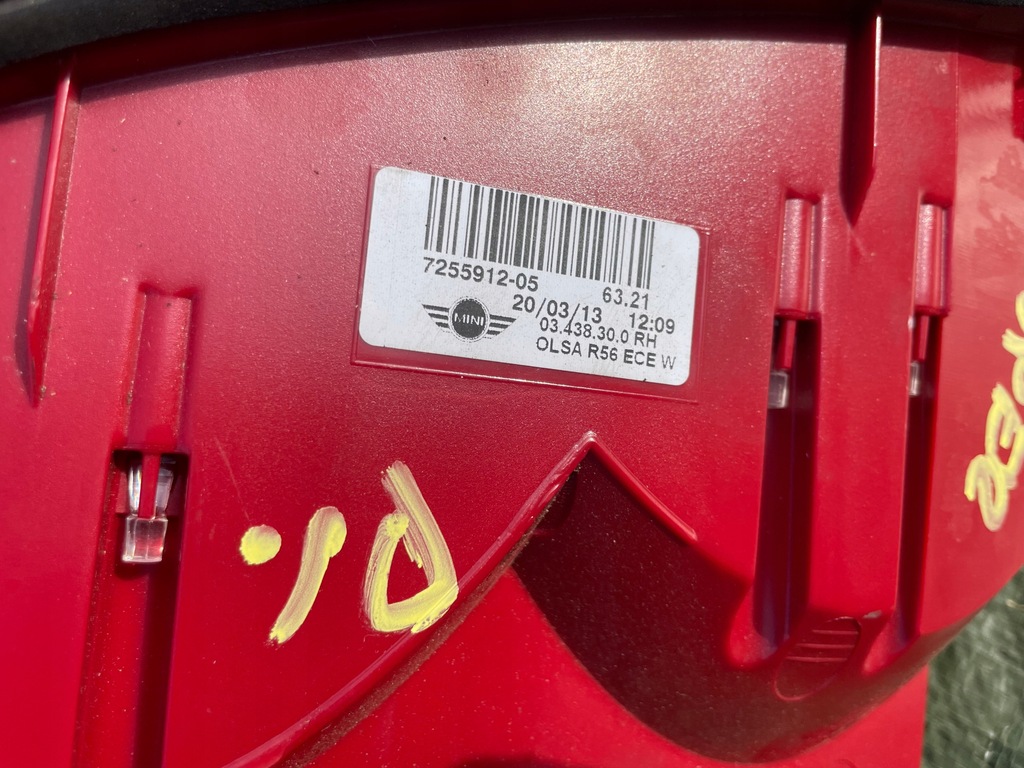 7255912-05
63.21
20/03/13 12:09
MINI
03.438.30.0 RH
OLSA R56 ECE W